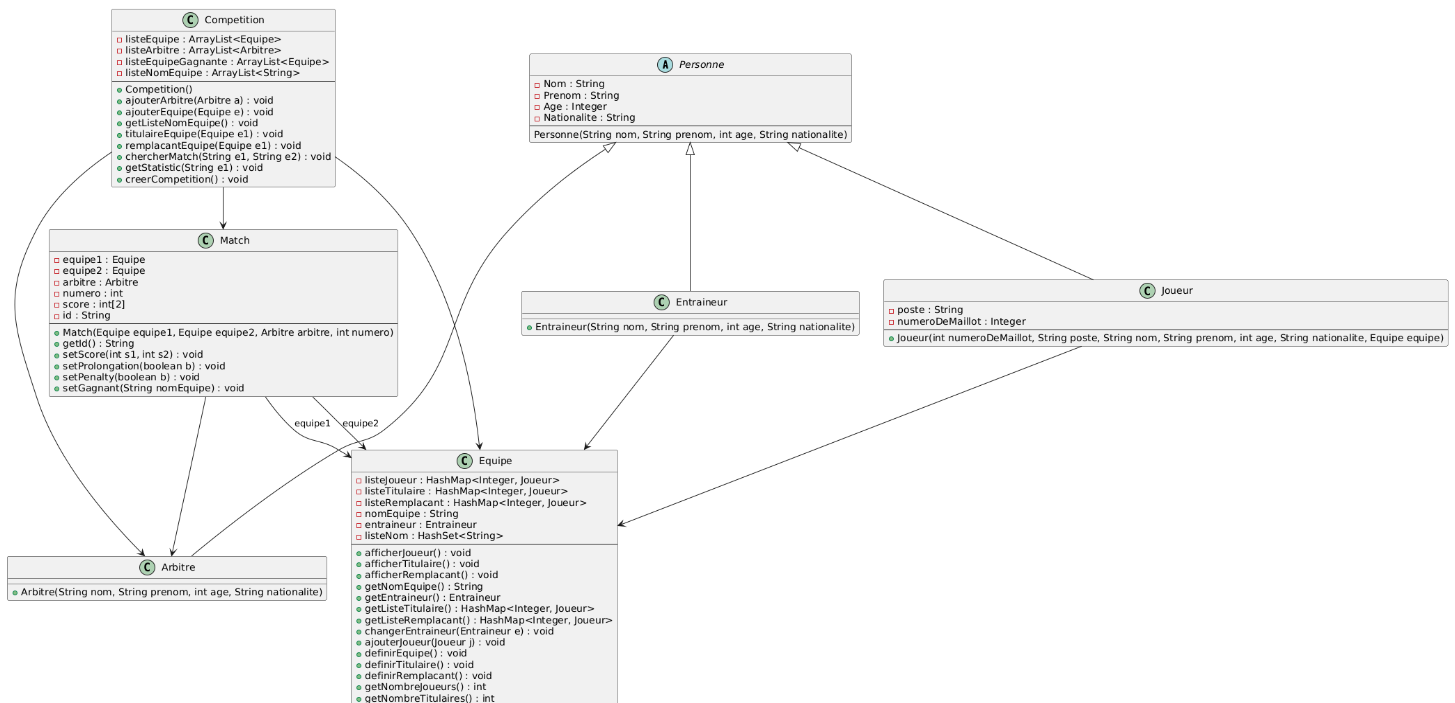 C Competition
listeEquipe : ArrayList<Equipe>
listeArbitre : ArrayList<Arbitre>
listeEquipeGagnante : ArrayList<Equipe>
listeNomEquipe : ArrayList<String>
Competition()
ajouterArbitre(Arbitre a) : void
ajouterEquipe(Equipe e) : void
getListeNomEquipe() : void
titulaireEquipe(Equipe e1) : void
remplacantEquipe(Equipe e1) : void
chercherMatch(String e1, String e2) : void
getStatistic(String e1) : void
creerCompetition() : void
A Personne
Nom : String
Prenom : String
Age : Integer
Nationalite : String
Personne(String nom, String prenom, int age, String nationalite)
C Match
equipe1 : Equipe
equipe2 : Equipe
arbitre : Arbitre
numero : int
score : int[2]
id : String
Match(Equipe equipe1, Equipe equipe2, Arbitre arbitre, int numero)
getId() : String
setScore(int s1, int s2) : void
setProlongation(boolean b) : void
setPenalty(boolean b) : void
setGagnant(String nomEquipe) : void
C Entraineur
Entraineur(String nom, String prenom, int age, String nationalite)
C Joueur
poste : String
numeroDeMaillot : Integer
Joueur(int numeroDeMaillot, String poste, String nom, String prenom, int age, String nationalite, Equipe equipe)
equipe1
equipe2
C Equipe
listeJoueur : HashMap<Integer, Joueur>
listeTitulaire : HashMap<Integer, Joueur>
listeRemplacant : HashMap<Integer, Joueur>
nomEquipe : String
entraineur : Entraineur
listeNom : HashSet<String>
afficherJoueur() : void
afficherTitulaire() : void
afficherRemplacant() : void
getNomEquipe() : String
getEntraineur() : Entraineur
getListeTitulaire() : HashMap<Integer, Joueur>
getListeRemplacant() : HashMap<Integer, Joueur>
changerEntraineur(Entraineur e) : void
ajouterJoueur(Joueur j) : void
definirEquipe() : void
definirTitulaire() : void
definirRemplacant() : void
getNombreJoueurs() : int
getNombreTitulaires() : int
C Arbitre
Arbitre(String nom, String prenom, int age, String nationalite)